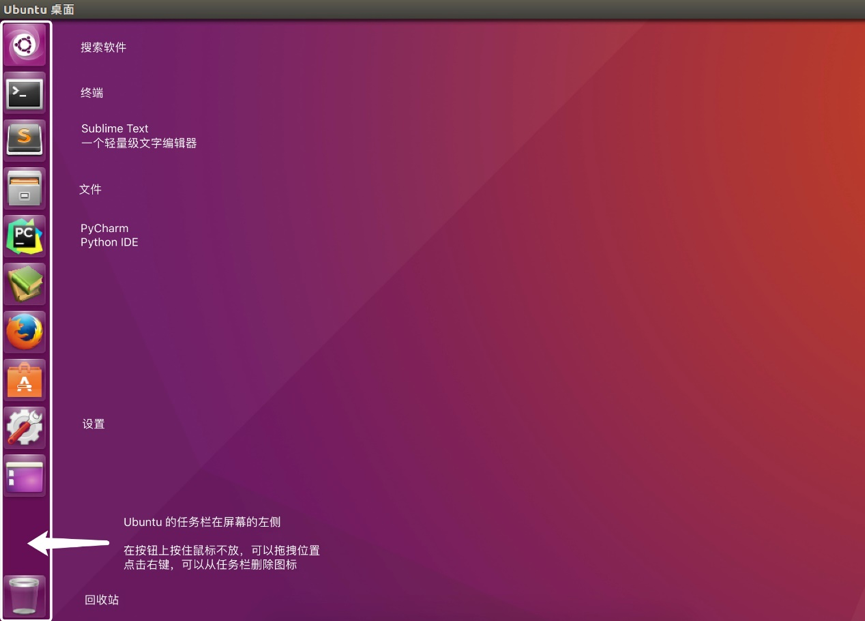 Ubuntu 桌面
搜索软件
终端
Sublime Text
一个轻量级文字编辑器
文件
PyCharm
Python IDE
设置
Ubuntu 的任务栏在屏幕的左侧
在按钮上按住鼠标不放，可以拖拽位置
点击右键，可以从任务栏删除图标
回收站